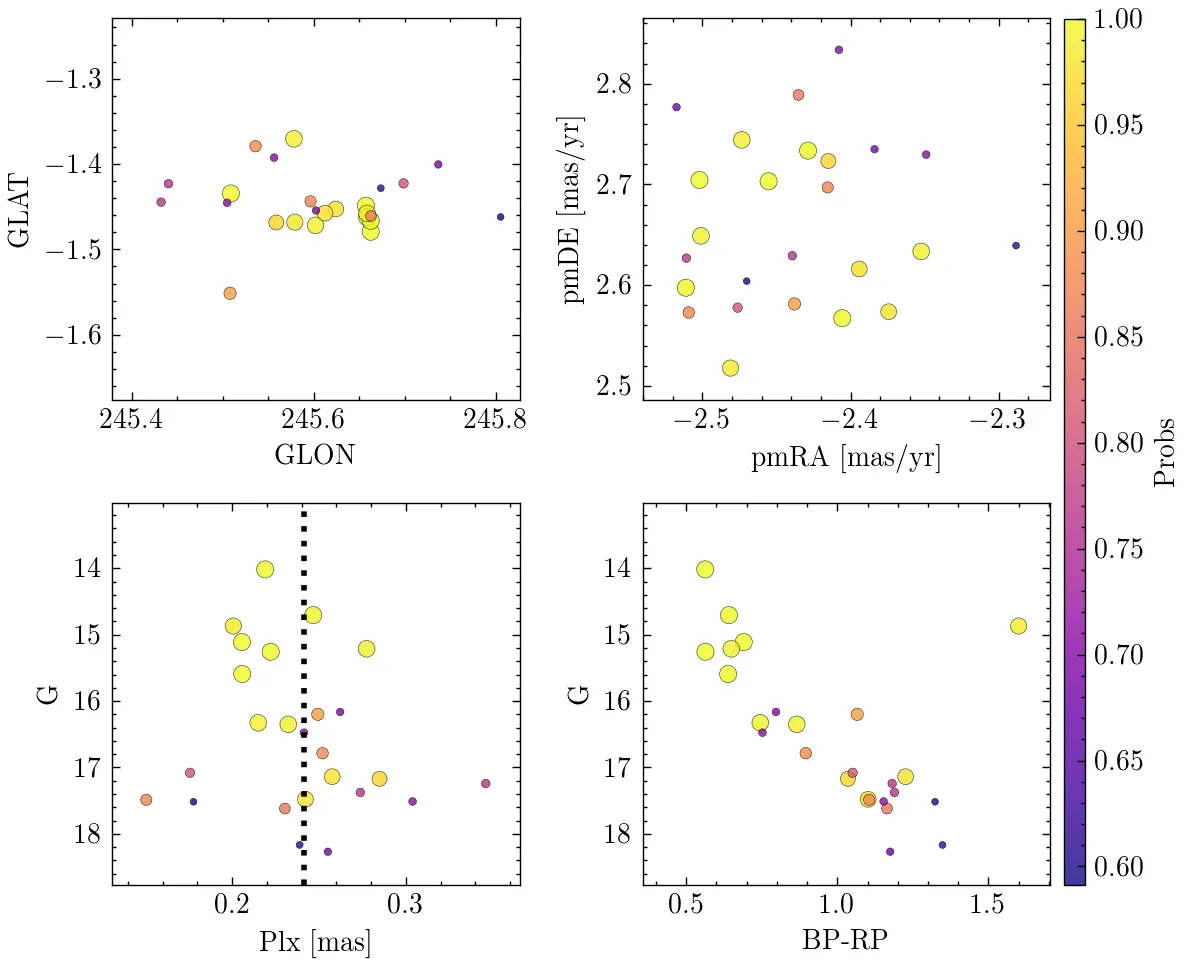 −1.3
−1.4
−1.5
−1.6
GLAT
245.4 245.6 245.8
GLON
2.8
2.7
2.6
2.5
pmDE [mas/yr]
−2.5 −2.4 −2.3
pmRA [mas/yr]
14
15
16
17
18
G
0.2 0.3
Plx [mas]
14
15
16
17
18
G
0.5 1.0 1.5
BP-RP
1.00
0.95
0.90
0.85
0.80
0.75
0.70
0.65
0.60
Probs